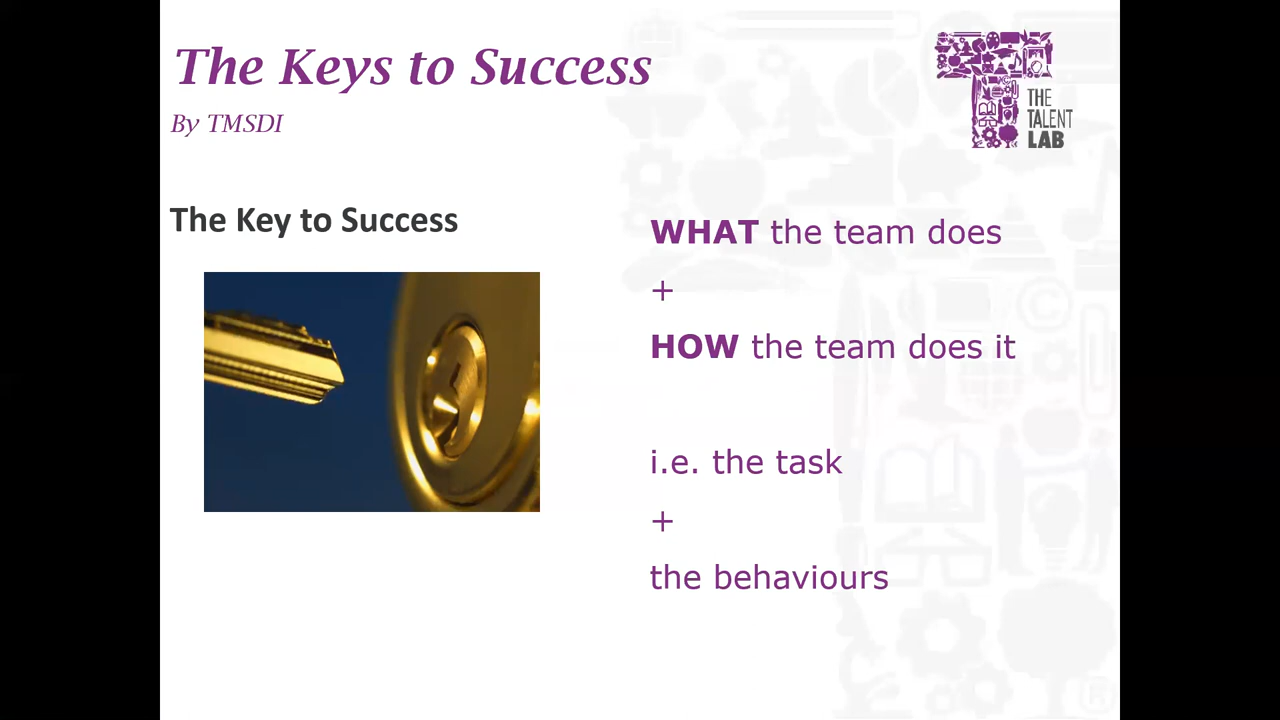 The Keys to Success
By TMSDI
THE
TALENT
LAB
The Key to Success
WHAT the team does
+
HOW the team does it
i.e. the task
+
the behaviours